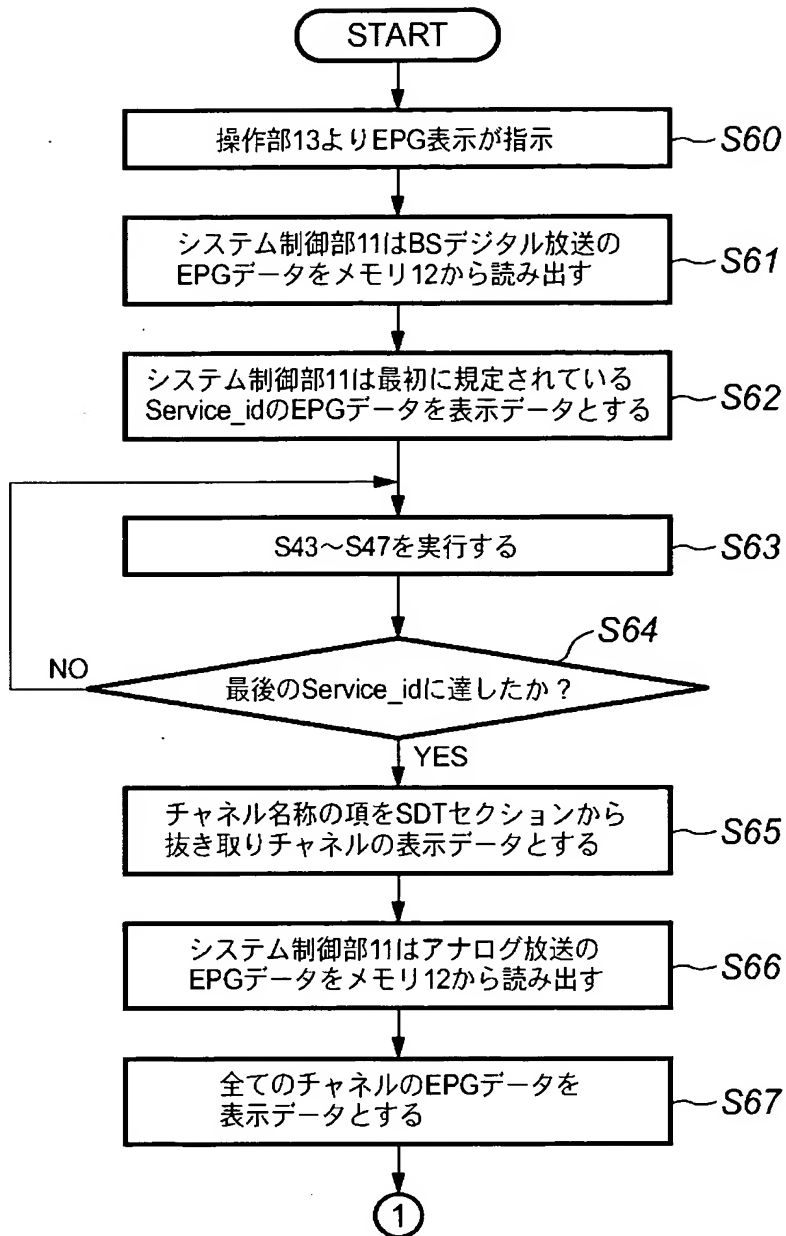 START
操作部13よりEPG表示が指示
S60
システム制御部11はBSデジタル放送の
EPGデータをメモリ12から読み出す
S61
システム制御部11は最初に規定されている
Service_idのEPGデータを表示データとする
S62
S43～S47を実行する
S63
S64
NO
最後のService_idに達したか？
YES
チャネル名称の項をSDTセクションから
抜き取りチャネルの表示データとする
S65
システム制御部11はアナログ放送の
EPGデータをメモリ12から読み出す
S66
全てのチャネルのEPGデータを
表示データとする
S67
1